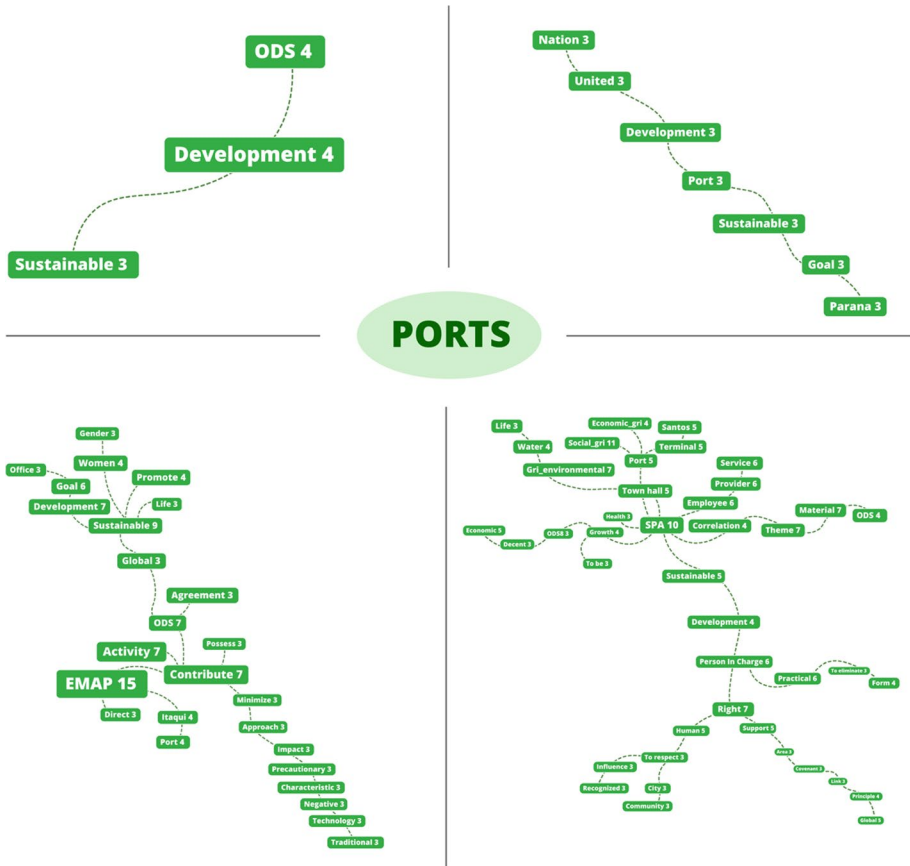 ODS 4
Development 4
Sustainable 3
Nation 3
United 3
Development 3
Port 3
Sustainable 3
Goal 3
Parana 3
PORTS
Gender 3
Women 4
Office 3
Promote 4
Goal 6
Development 7
Life 3
Sustainable 9
Global 3
Agreement 3
ODS 7
Possess 3
Activity 7
Contribute 7
EMAP 15
Minimize 3
Direct 3
Itaqui 4
Approach 3
Port 4
Impact 3
Precautionary 3
Characteristic 3
Negative 3
Technology 3
Traditional 3
Life 3
Economic_gri 4
Santos 5
Water 4
Social_gri 11
Terminal 5
Port 5
Gri_environmental 7
Service 6
Provider 6
Town hall 5
Employee 6
Material 7
ODS 4
Health 3
SPA 10
Correlation 4
Theme 7
Economic 5
Decent 3
ODS8 3
Growth 4
To be 3
Sustainable 5
Development 4
Person In Charge 6
Practical 6
To eliminate 3
Form 4
Right 7
Human 5
Support 5
To respect 3
Area 5
Influence 3
Covenant 3
Recognized 3
City 3
Link 3
Community 3
Principle 4
Global 5